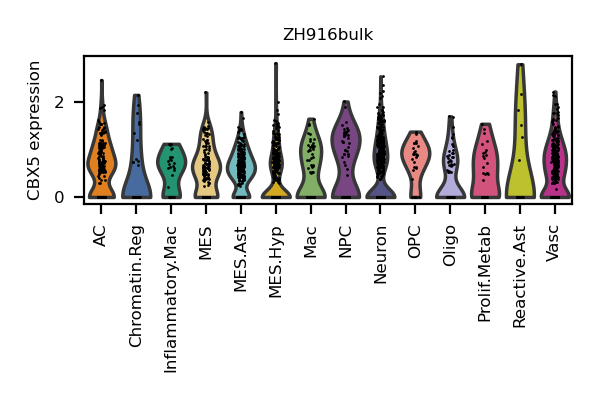 ZH916bulk
CBX5 expression
2
0
AC
Chromatin.Reg
Inflammatory.Mac
MES
MES.Ast
MES.Hyp
Mac
NPC
Neuron
OPC
Oligo
Prolif.Metab
Reactive.Ast
Vasc